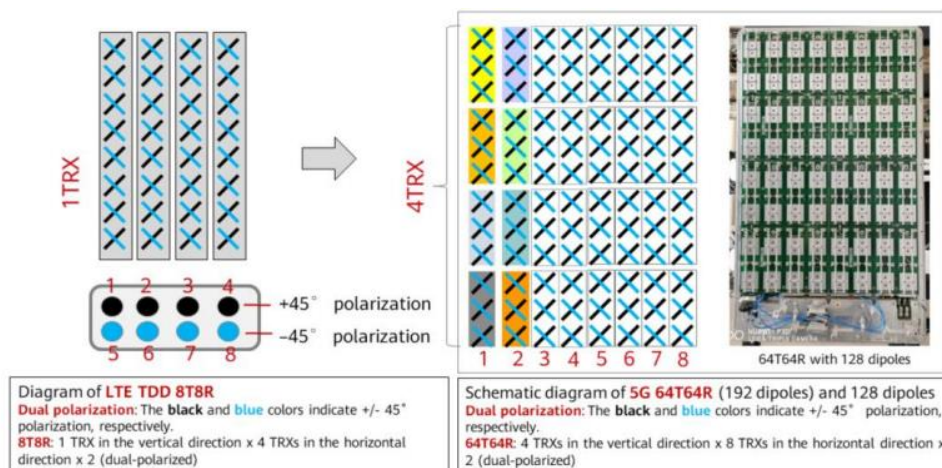 1TRX
1 2 3 4
+45° polarization
–45° polarization
5 6 7 8
4TRX
1 2 3 4 5 6 7 8
64T64R with 128 dipoles
Diagram of LTE TDD 8T8R
Dual polarization: The black and blue colors indicate +/- 45°
polarization, respectively.
8T8R: 1 TRX in the vertical direction x 4 TRXs in the horizontal
direction x 2 (dual-polarized)
Schematic diagram of 5G 64T64R (192 dipoles) and 128 dipoles
Dual polarization: The black and blue colors indicate +/- 45° polarization,
respectively.
64T64R: 4 TRXs in the vertical direction x 8 TRXs in the horizontal direction x
2 (dual-polarized)